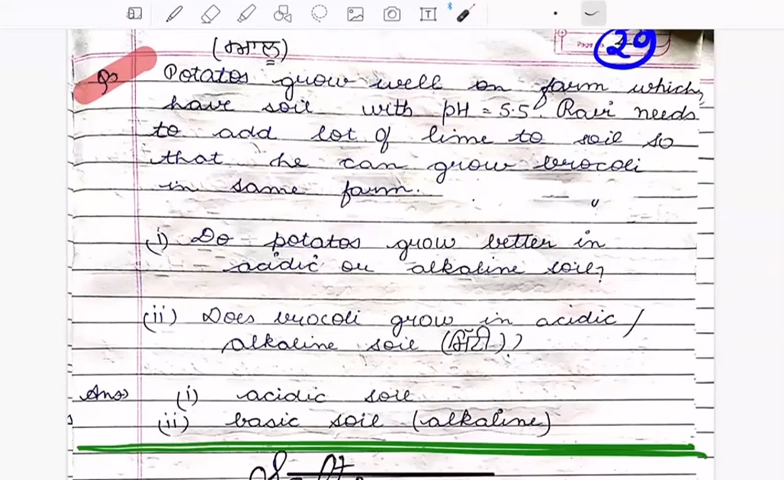 (ਆਲੂ)
29
Q Potatos grow well on farm which
have soil with pH = 5.5. Ravi needs
to add lot of lime to soil so
that he can grow brocoli
in same farm.
(i) Do potatos grow better in
acidic or alkaline soil?
(ii) Does brocoli grow in acidic /
alkaline soil (ਮਿੱਟੀ)?
Ans) (i) acidic soil
(ii) basic soil (alkaline)